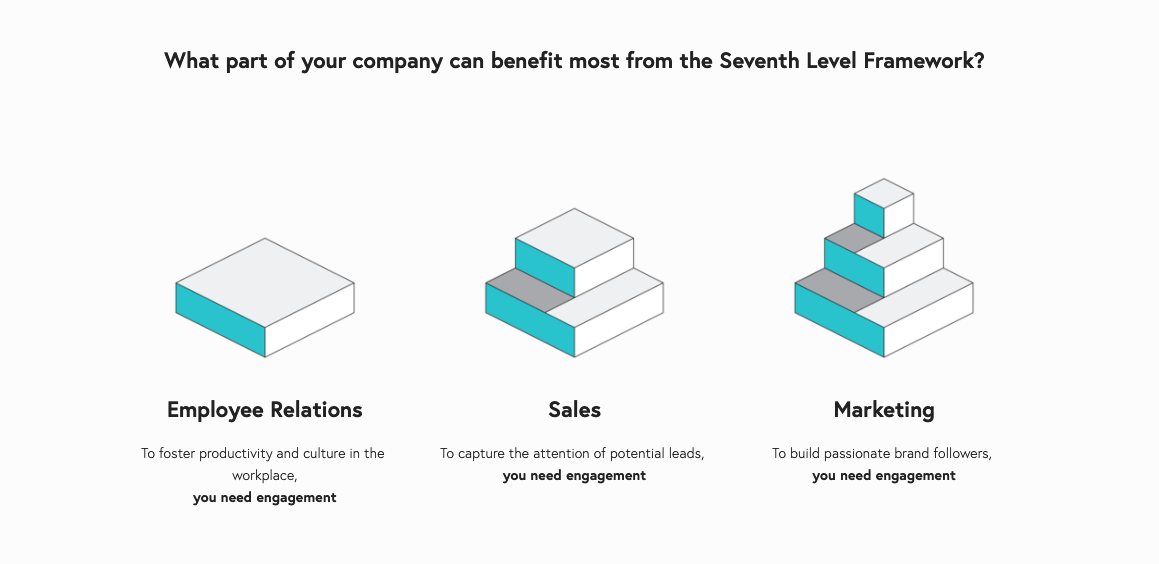 What part of your company can benefit most from the Seventh Level Framework?
Employee Relations
To foster productivity and culture in the
workplace,
you need engagement
Sales
To capture the attention of potential leads,
you need engagement
Marketing
To build passionate brand followers,
you need engagement